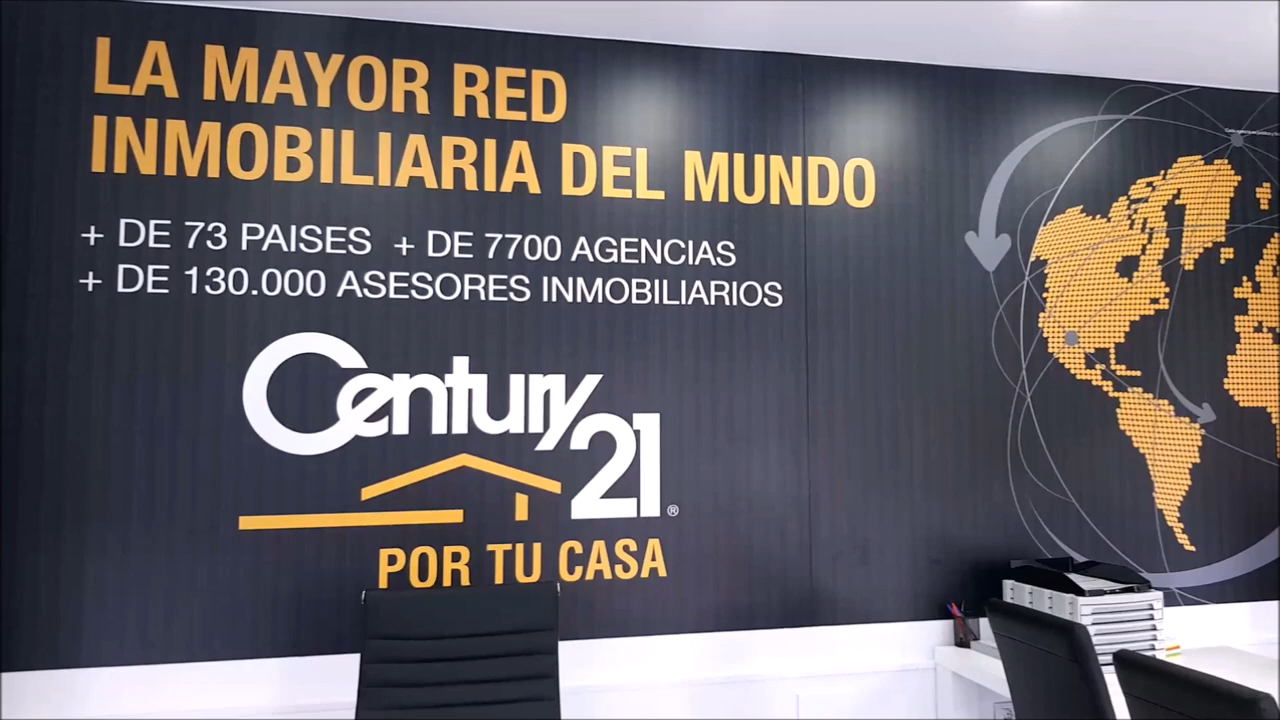 LA MAYOR RED
INMOBILIARIA DEL MUNDO
+ DE 73 PAISES + DE 7700 AGENCIAS
+ DE 130.000 ASESORES INMOBILIARIOS
Century
21®
POR TU CASA